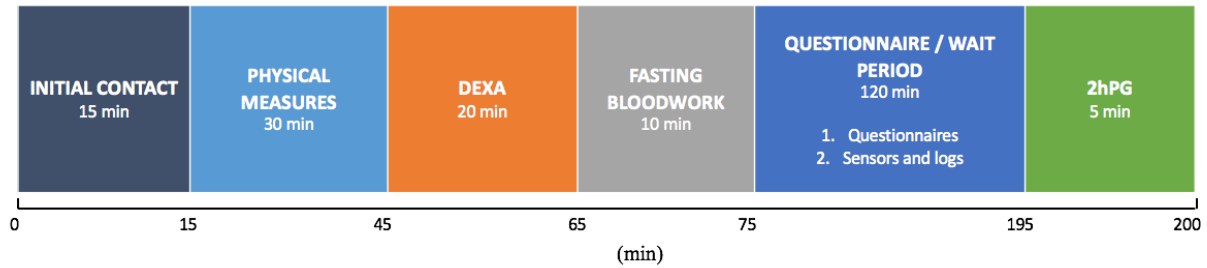 INITIAL CONTACT
15 min
PHYSICAL
MEASURES
30 min
DEXA
20 min
FASTING
BLOODWORK
10 min
QUESTIONNAIRE / WAIT
PERIOD
120 min
1. Questionnaires
2. Sensors and logs
2hPG
5 min
0 15 45 65 75 195 200
(min)